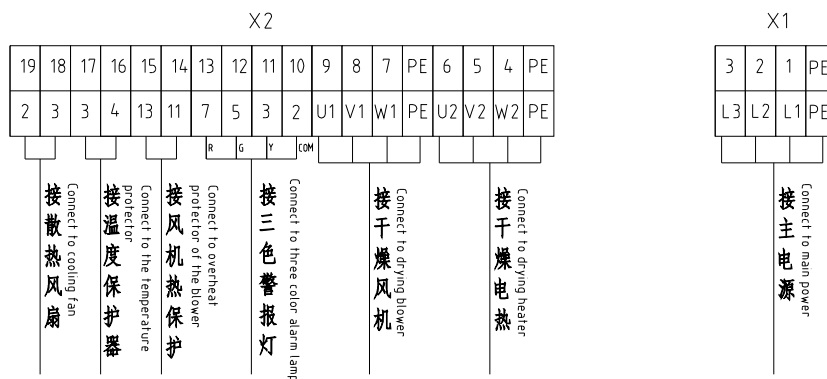 X2
X1
19 18 17 16 15 14 13 12 11 10 9 8 7 PE 6 5 4 PE
3 2 1 PE
2 3 3 4 13 11 7 5 3 2 U1 V1 W1 PE U2 V2 W2 PE
L3 L2 L1 PE
R G Y COM
接散热风扇
Connect to cooling fan
接温度保护器
Connect to the temperature
protector
接风机热保护
Connect to overheat
protector of the blower
接三色警报灯
Connect to three color alarm lamp
接干燥风机
Connect to drying blower
接干燥电热
Connect to drying heater
接主电源
Connect to main power